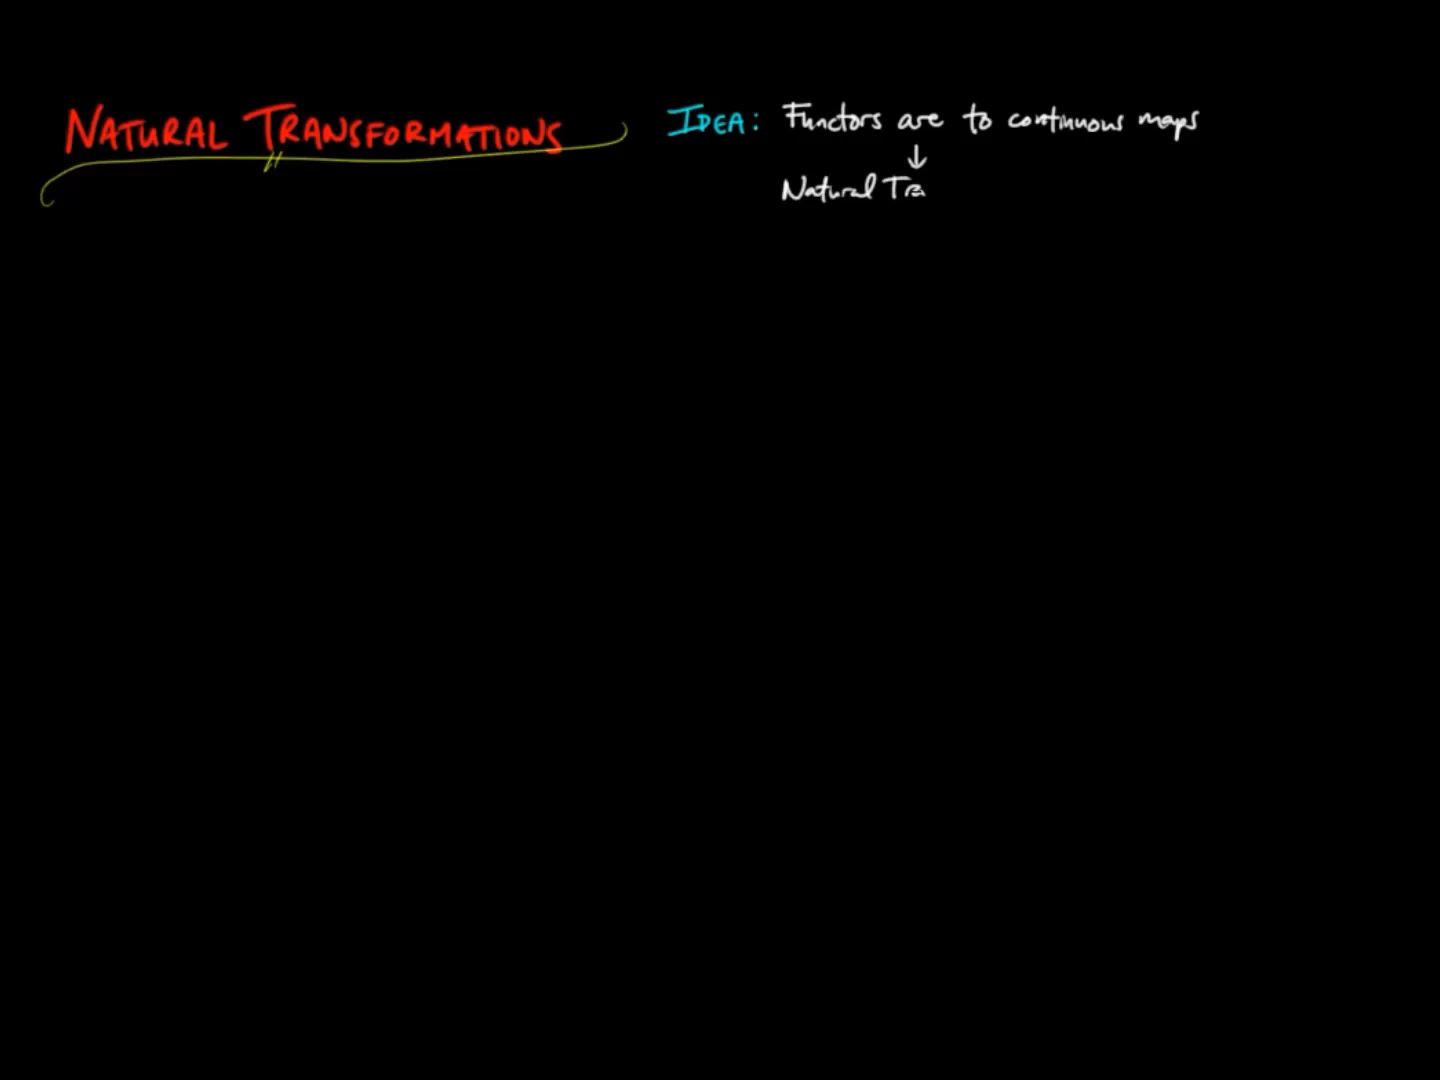 NATURAL TRANSFORMATIONS
IDEA: Functors are to continuous maps
↓
Natural Tra